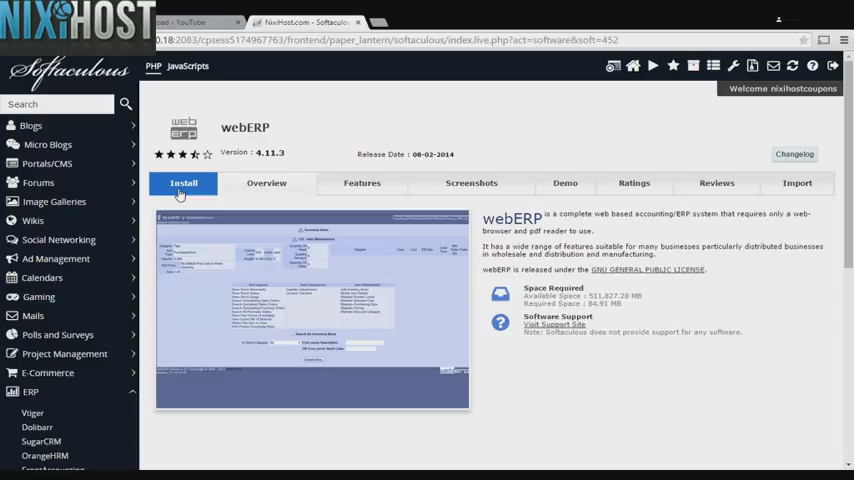 NIXIHOST
oad - YouTube
NixiHost.com - Softaculou
0.18:2083/cpsess5174967763/frontend/paper_lantern/softaculous/index.live.php?act=software&soft=452
Softaculous
PHP JavaScripts
Welcome nixihostcoupons
Search
Blogs
Micro Blogs
Portals/CMS
Forums
Image Galleries
Wikis
Social Networking
Ad Management
Calendars
Gaming
Mails
Polls and Surveys
Project Management
E-Commerce
ERP
Vtiger
Dolibarr
SugarCRM
OrangeHRM
FrontAccounting
web
erp
webERP
Version : 4.11.3
Release Date : 08-02-2014
Changelog
Install
Overview
Features
Screenshots
Demo
Ratings
Reviews
Import
webERP is a complete web based accounting/ERP system that requires only a web-
browser and pdf reader to use.
It has a wide range of features suitable for many businesses particularly distributed businesses
in wholesale and distribution and manufacturing.
webERP is released under the GNU GENERAL PUBLIC LICENSE.
Space Required
Available Space : 511,827.28 MB
Required Space : 84.91 MB
Software Support
Visit Support Site
Note: Softaculous does not provide support for any software.